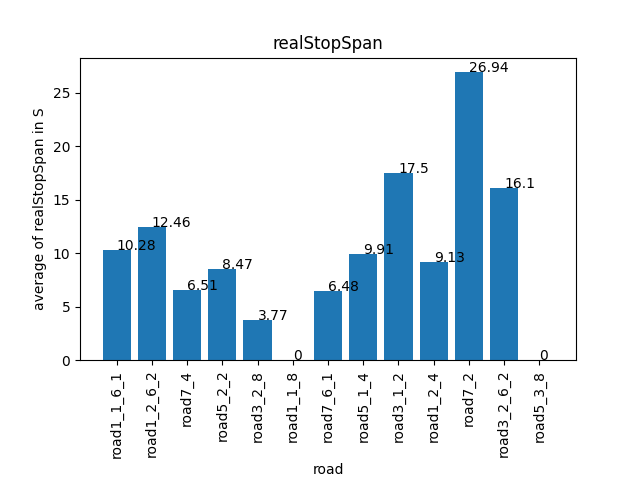 realStopSpan
average of realStopSpan in S
25
20
15
10
5
0
10.28
12.46
6.51
8.47
3.77
0
6.48
9.91
17.5
9.13
26.94
16.1
0
road1_1_6_1
road1_2_6_2
road7_4
road5_2_2
road3_2_8
road1_1_8
road7_6_1
road5_1_4
road3_1_2
road1_2_4
road7_2
road3_2_6_2
road5_3_8
road